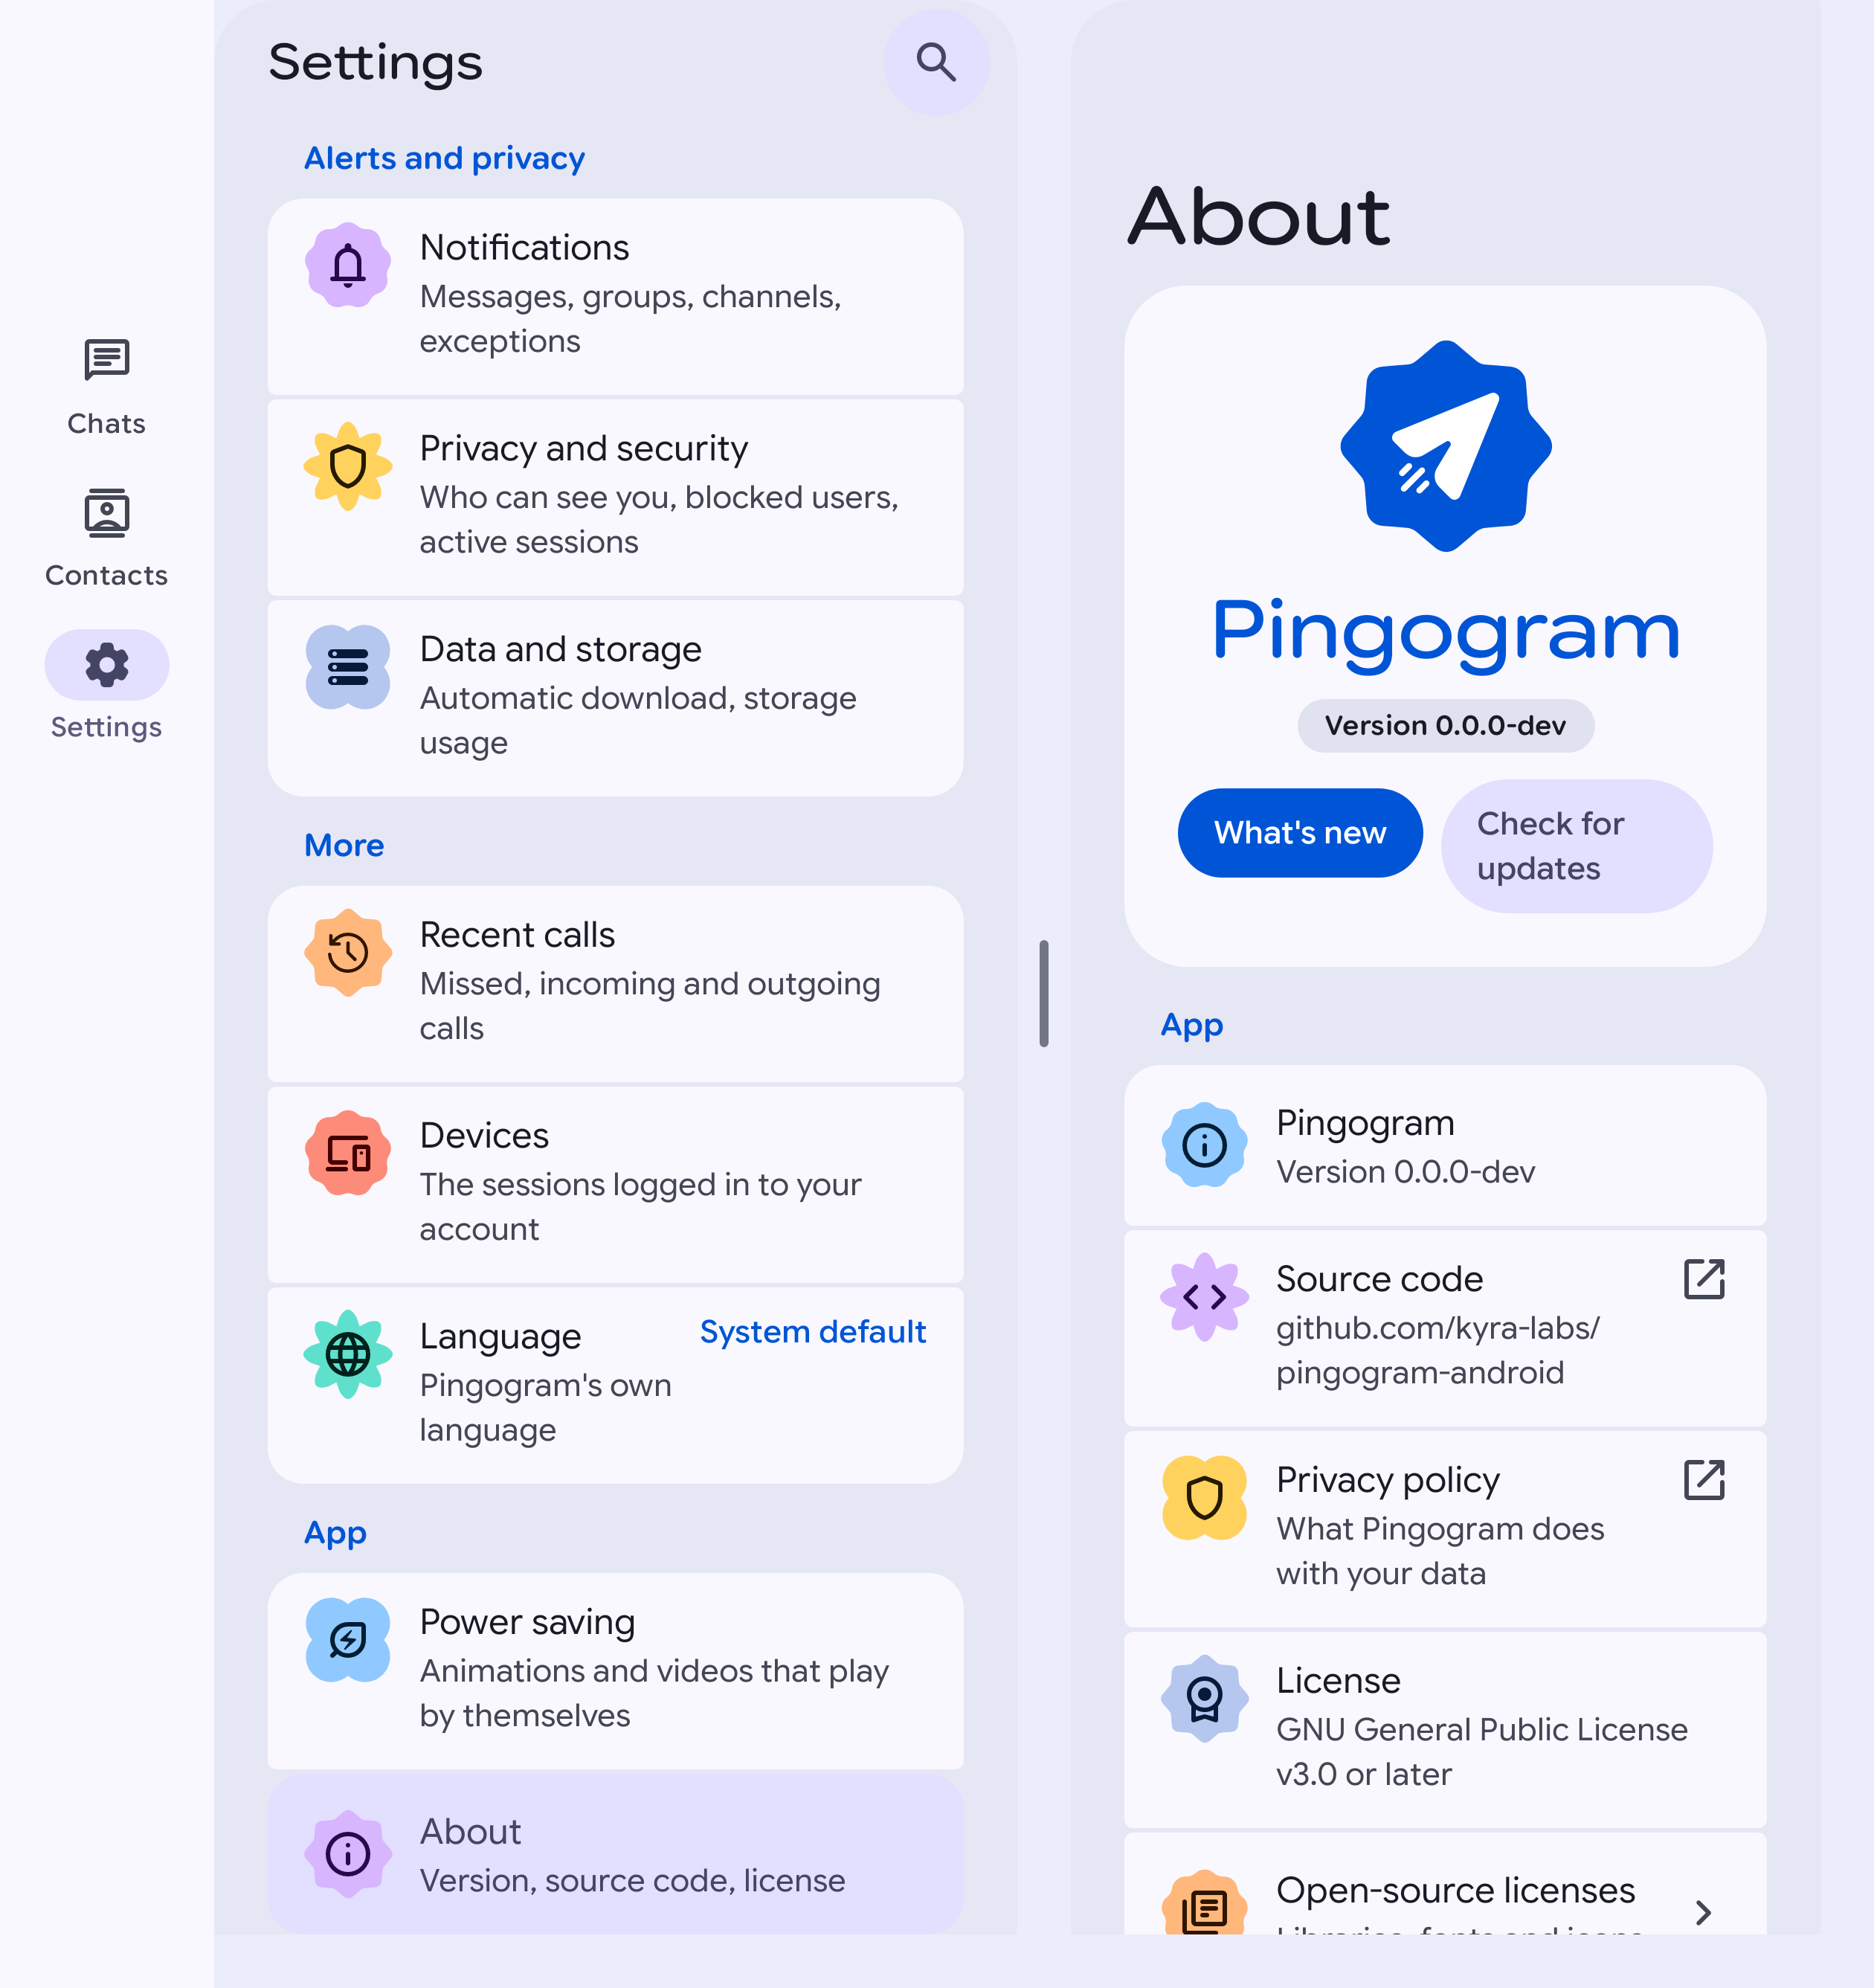 Chats
Contacts
Settings
Settings
Alerts and privacy
Notifications
Messages, groups, channels,
exceptions
Privacy and security
Who can see you, blocked users,
active sessions
Data and storage
Automatic download, storage
usage
More
Recent calls
Missed, incoming and outgoing
calls
Devices
The sessions logged in to your
account
Language
System default
Pingogram's own
language
App
Power saving
Animations and videos that play
by themselves
About
Version, source code, license
About
Pingogram
Version 0.0.0-dev
What's new
Check for
updates
App
Pingogram
Version 0.0.0-dev
Source code
github.com/kyra-labs/
pingogram-android
Privacy policy
What Pingogram does
with your data
License
GNU General Public License
v3.0 or later
Open-source licenses
Libraries, fonts and icons